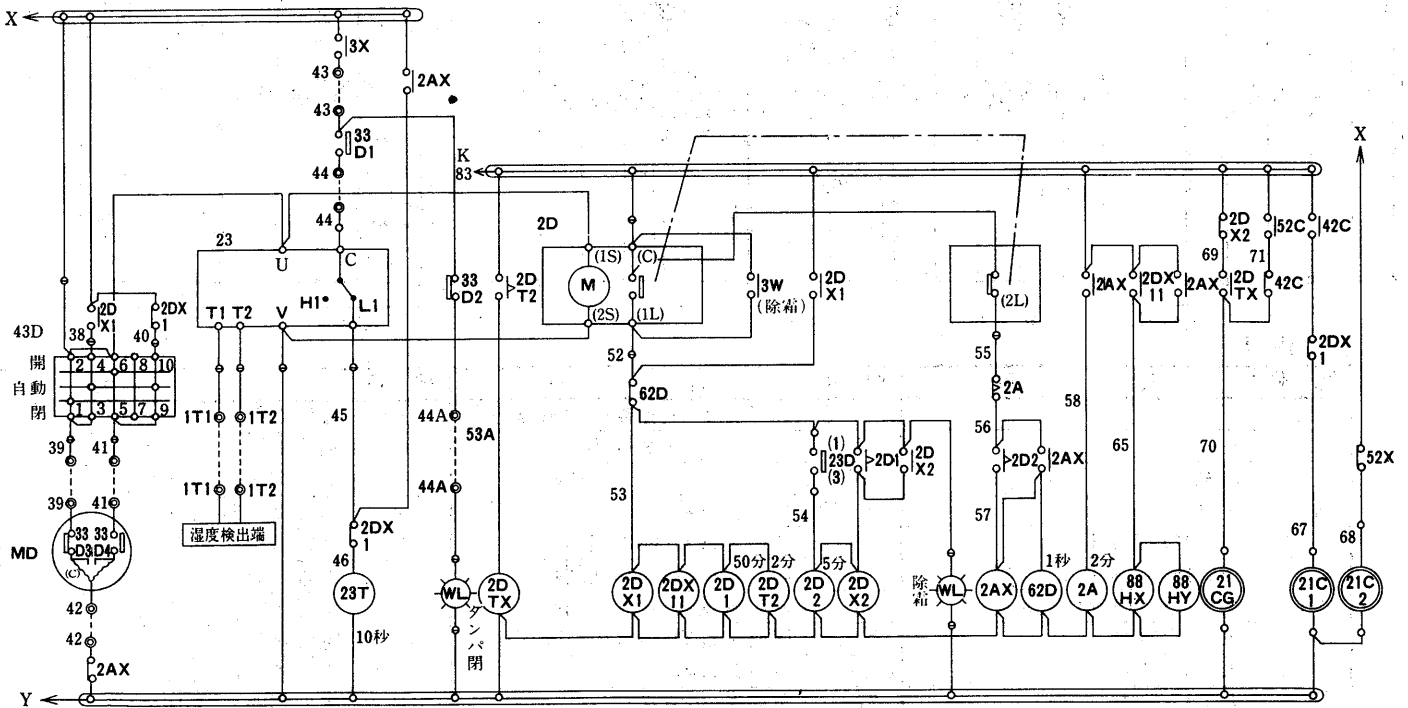 X
3X
43
2AX
43
33
D1
K
83
44
44
X
2D
23
U
C
H1
L1
T1
T2
V
33
D2
2D
T2
(1S)
(C)
M
(2S)
(1L)
3W
(除霜)
2D
X1
(2L)
2AX
2DX
11
2AX
2D
X2
69
52C
71
42C
2D
TX
42C
43D
38
2D
X1
2DX
1
40
開
自動
閉
2
4
6
8
10
1
3
5
7
9
52
62D
55
2A
58
2DX
1
39
41
1T1
1T2
45
44A
53A
56
(1)
23D
(3)
2D1
2D
X2
2D2
2AX
65
70
52X
39
41
1T1
1T2
44A
53
54
57
湿度検出端
2DX
1
46
67
68
MD
33
D3
33
D4
(C)
50分
2分
5分
1秒
2分
23T
WL
2D
TX
2D
X1
2DX
11
2D
1
2D
T2
2D
2
2D
X2
除霜
WL
2AX
62D
2A
88
HX
88
HY
21
CG
21C
1
21C
2
42
42
10秒
ダンパ閉
2AX
Y